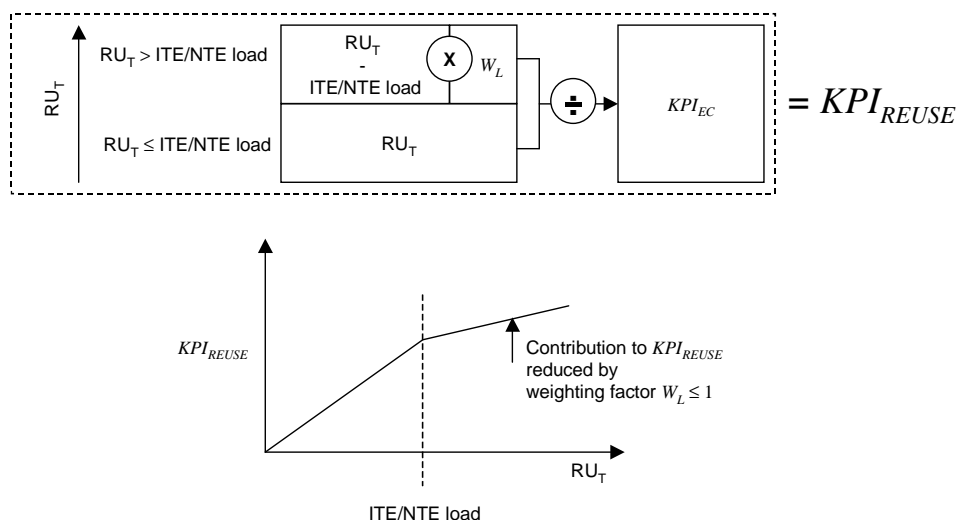 RU_T
RU_T > ITE/NTE load
RU_T
-
ITE/NTE load
X
W_L
÷
KPI_EC
= KPI_REUSE
RU_T ≤ ITE/NTE load
RU_T
KPI_REUSE
Contribution to KPI_REUSE
reduced by
weighting factor W_L ≤ 1
RU_T
ITE/NTE load